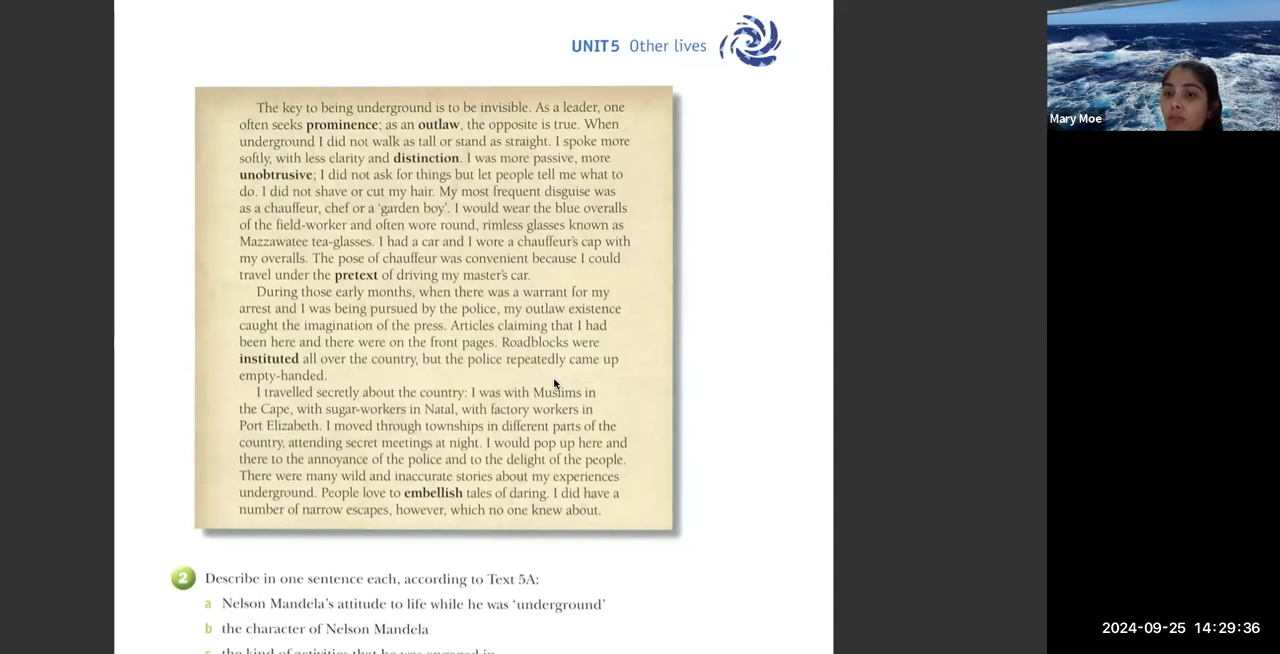 UNIT 5 Other lives
The key to being underground is to be invisible. As a leader, one
often seeks prominence; as an outlaw, the opposite is true. When
underground I did not walk as tall or stand as straight. I spoke more
softly, with less clarity and distinction. I was more passive, more
unobtrusive; I did not ask for things but let people tell me what to
do. I did not shave or cut my hair. My most frequent disguise was
as a chauffeur, chef or a ‘garden boy’. I would wear the blue overalls
of the field-worker and often wore round, rimless glasses known as
Mazzawatee tea-glasses. I had a car and I wore a chauffeur’s cap with
my overalls. The pose of chauffeur was convenient because I could
travel under the pretext of driving my master’s car.
During those early months, when there was a warrant for my
arrest and I was being pursued by the police, my outlaw existence
caught the imagination of the press. Articles claiming that I had
been here and there were on the front pages. Roadblocks were
instituted all over the country, but the police repeatedly came up
empty-handed.
I travelled secretly about the country: I was with Muslims in
the Cape, with sugar-workers in Natal, with factory workers in
Port Elizabeth. I moved through townships in different parts of the
country, attending secret meetings at night. I would pop up here and
there to the annoyance of the police and to the delight of the people.
There were many wild and inaccurate stories about my experiences
underground. People love to embellish tales of daring. I did have a
number of narrow escapes, however, which no one knew about.
2 Describe in one sentence each, according to Text 5A:
a Nelson Mandela’s attitude to life while he was ‘underground’
b the character of Nelson Mandela
c the kind of activities that he was engaged in
Mary Moe
2024-09-25 14:29:36